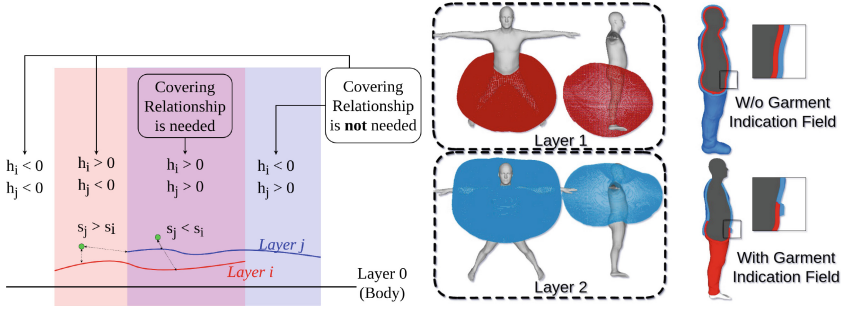 Covering
Relationship
is needed
Covering
Relationship
is not needed
hᵢ < 0
hⱼ < 0
hᵢ > 0
hⱼ < 0
hᵢ > 0
hⱼ > 0
hᵢ < 0
hⱼ > 0
sⱼ > sᵢ
sⱼ < sᵢ
Layer j
Layer i
Layer 0
(Body)
Layer 1
Layer 2
W/o Garment
Indication Field
With Garment
Indication Field